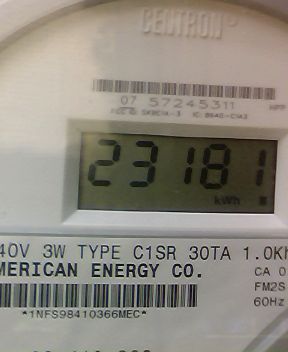 CENTRON®
07 57245311
23181
kWh
40V 3W TYPE C1SR 30TA 1.0Kh
MERICAN ENERGY CO.
CA 0
FM2S
60Hz
*1NFS98410366MEC*